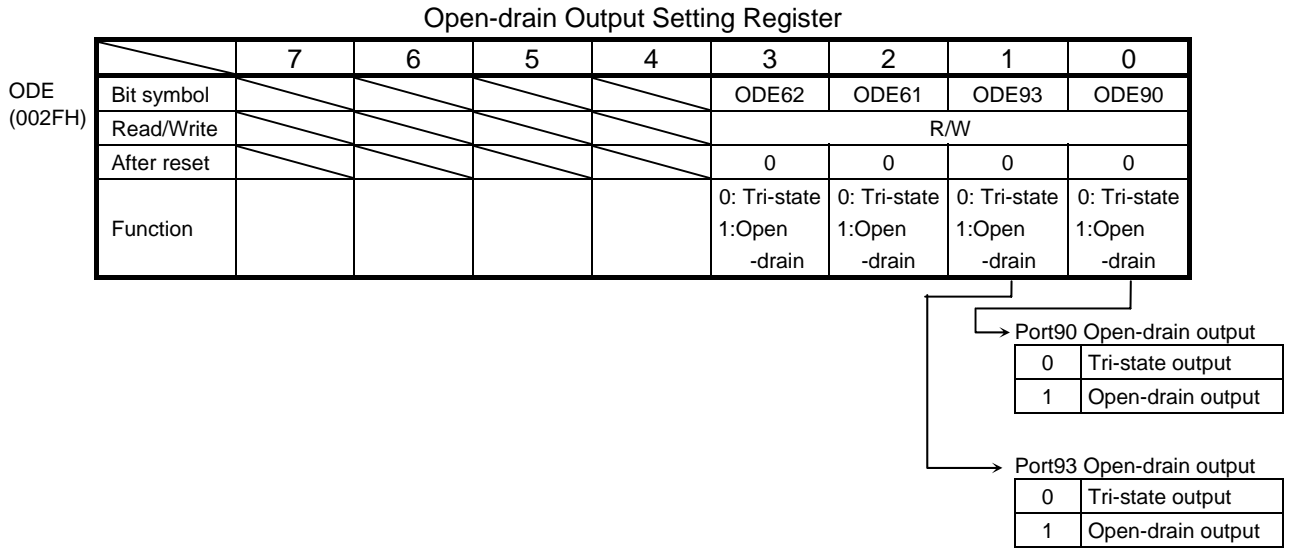 Open-drain Output Setting Register
7 6 5 4 3 2 1 0
ODE
(002FH)
Bit symbol ODE62 ODE61 ODE93 ODE90
Read/Write R/W
After reset 0 0 0 0
0: Tri-state 0: Tri-state 0: Tri-state 0: Tri-state
Function 1:Open 1:Open 1:Open 1:Open
-drain -drain -drain -drain
Port90 Open-drain output
0 Tri-state output
1 Open-drain output
Port93 Open-drain output
0 Tri-state output
1 Open-drain output